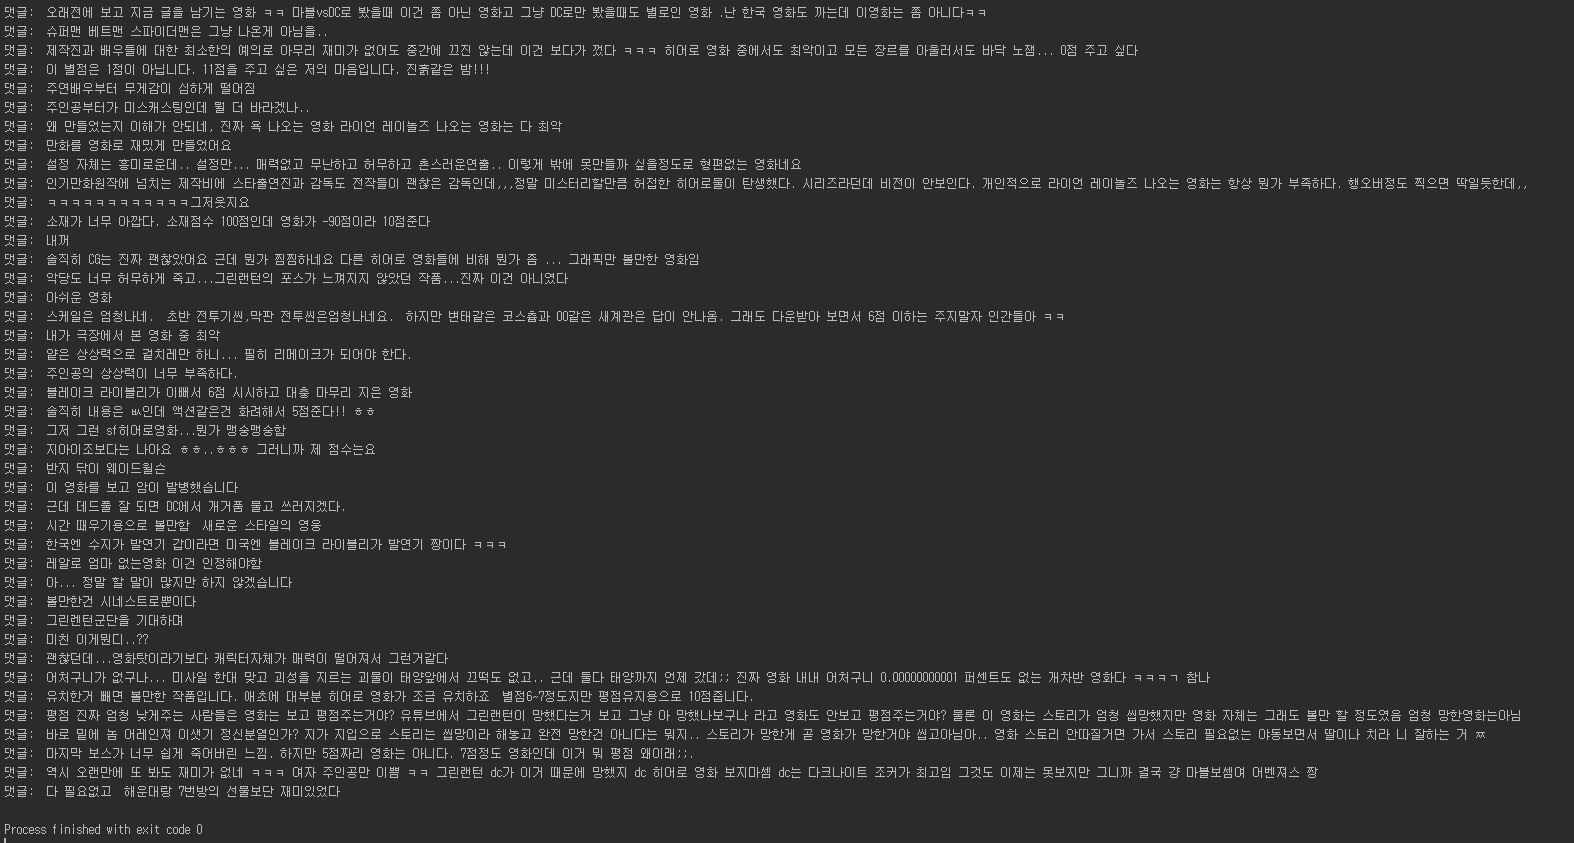 댓글: 오래전에 보고 지금 글을 남기는 영화 ㅋㅋ 마블vsDC로 봤을때 이건 쫌 아닌 영화고 그냥 DC로만 봤을때도 별로인 영화 .난 한국 영화도 까는데 이영화는 쫌 아니다ㅋㅋ
댓글: 슈퍼맨 베트맨 스파이더맨은 그냥 나온게 아님을..
댓글: 제작진과 배우들에 대한 최소한의 예의로 아무리 재미가 없어도 중간에 끄진 않는데 이건 보다가 껐다 ㅋㅋㅋ 히어로 영화 중에서도 최악이고 모든 장르를 아울러서도 바닥 노잼... 0점 주고 싶다
댓글: 이 별점은 1점이 아닙니다. 11점을 주고 싶은 저의 마음입니다. 진흙같은 밤!!!
댓글: 주연배우부터 무게감이 심하게 떨어짐
댓글: 주인공부터가 미스캐스팅인데 뭘 더 바라겠나..
댓글: 왜 만들었는지 이해가 안되네, 진짜 욕 나오는 영화 라이언 레이놀즈 나오는 영화는 다 최악
댓글: 만화를 영화로 재밌게 만들었어요
댓글: 설정 자체는 흥미로운데.. 설정만... 매력없고 무난하고 허무하고 촌스러운연출.. 이렇게 밖에 못만들까 싶을정도로 형편없는 영화네요
댓글: 인기만화원작에 넘치는 제작비에 스타출연진과 감독도 전작들이 괜찮은 감독인데,,,정말 미스터리할만큼 허접한 히어로물이 탄생했다. 시리즈라던데 비전이 안보인다. 개인적으로 라이언 레이놀즈 나오는 영화는 항상 뭔가 부족하다. 행오버정도 찍으면 딱일듯한데,,
댓글: ㅋㅋㅋㅋㅋㅋㅋㅋㅋㅋㅋㅋ그저웃지요
댓글: 소재가 너무 아깝다. 소재점수 100점인데 영화가 -90점이라 10점준다
댓글: 내꺼
댓글: 솔직히 CG는 진짜 괜찮았어요 근데 뭔가 찜찜하네요 다른 히어로 영화들에 비해 뭔가 좀 ... 그래픽만 볼만한 영화임
댓글: 악당도 너무 허무하게 죽고...그린랜턴의 포스가 느껴지지 않았던 작품...진짜 이건 아니였다
댓글: 아쉬운 영화
댓글: 스케일은 엄청나네. 초반 전투기씬,막판 전투씬은엄청나네요. 하지만 변태같은 코스츔과 00같은 새계관은 답이 안나옴. 그래도 다운받아 보면서 6점 이하는 주지말자 인간들아 ㅋㅋ
댓글: 내가 극장에서 본 영화 중 최악
댓글: 얕은 상상력으로 겉치레만 하니... 필히 리메이크가 되어야 한다.
댓글: 주인공의 상상력이 너무 부족하다.
댓글: 블레이크 라이블리가 이뻐서 6점 시시하고 대충 마무리 지은 영화
댓글: 솔직히 내용은 ㅄ인데 액션같은건 화려해서 5점준다!! ㅎㅎ
댓글: 그저 그런 sf히어로영화...뭔가 맹숭맹숭함
댓글: 지아이조보다는 나아요 ㅎㅎ..ㅎㅎㅎ 그러니까 제 점수는요
댓글: 반지 닦이 웨이드윌슨
댓글: 이 영화를 보고 암이 발병했습니다
댓글: 근데 데드풀 잘 되면 DC에서 개거품 물고 쓰러지겠다.
댓글: 시간 때우기용으로 볼만함 새로운 스타일의 영웅
댓글: 한국엔 수지가 발연기 갑이라면 미국엔 블레이크 라이블리가 발연기 짱이다 ㅋㅋㅋ
댓글: 레알로 엄마 없는영화 이건 인정해야함
댓글: 아... 정말 할 말이 많지만 하지 않겠습니다
댓글: 볼만한건 시네스트로뿐이다
댓글: 그린렌턴군단을 기대하며
댓글: 미친 이게뭔디..??
댓글: 괜찮던데...영화탓이라기보다 캐릭터자체가 매력이 떨어져서 그런거같다
댓글: 어처구니가 없구나... 미사일 한대 맞고 괴성을 지르는 괴물이 태양앞에서 끄떡도 없고.. 근데 둘다 태양까지 언제 갔데;; 진짜 영화 내내 어처구니 0.00000000001 퍼센트도 없는 개차반 영화다 ㅋㅋㅋㄱ 참나
댓글: 유치한거 빼면 볼만한 작품입니다. 애초에 대부분 히어로 영화가 조금 유치하죠 별점6~7정도지만 평점유지용으로 10점줍니다.
댓글: 평점 진짜 엄청 낮게주는 사람들은 영화는 보고 평점주는거야? 유튜브에서 그린랜턴이 망했다는거 보고 그냥 아 망했나보구나 라고 영화도 안보고 평점주는거야? 물론 이 영화는 스토리가 엄청 씹망했지만 영화 자체는 그래도 볼만 할 정도였음 엄청 망한영화는아님
댓글: 바로 밑에 놈 어레인져 이샛기 정신분열인가? 지가 지입으로 스토리는 씹망이라 해놓고 완전 망한건 아니다는 뭐지.. 스토리가 망한게 곧 영화가 망한거야 씹고아님아.. 영화 스토리 안따질거면 가서 스토리 필요없는 야동보면서 딸이나 치라 니 잘하는 거 ㅉ
댓글: 마지막 보스가 너무 쉽게 죽어버린 느낌. 하지만 5점짜리 영화는 아니다. 7점정도 영화인데 이거 뭐 평점 왜이래;;.
댓글: 역시 오랜만에 또 봐도 재미가 없네 ㅋㅋㅋ 여자 주인공만 이쁨 ㅋㅋ 그린랜턴 dc가 이거 때문에 망했지 dc 히어로 영화 보지마셈 dc는 다크나이트 조커가 최고임 그것도 이제는 못보지만 그니까 결국 걍 마블보셈여 어벤져스 짱
댓글: 다 필요없고 해운대랑 7번방의 선물보단 재미있었다
Process finished with exit code 0